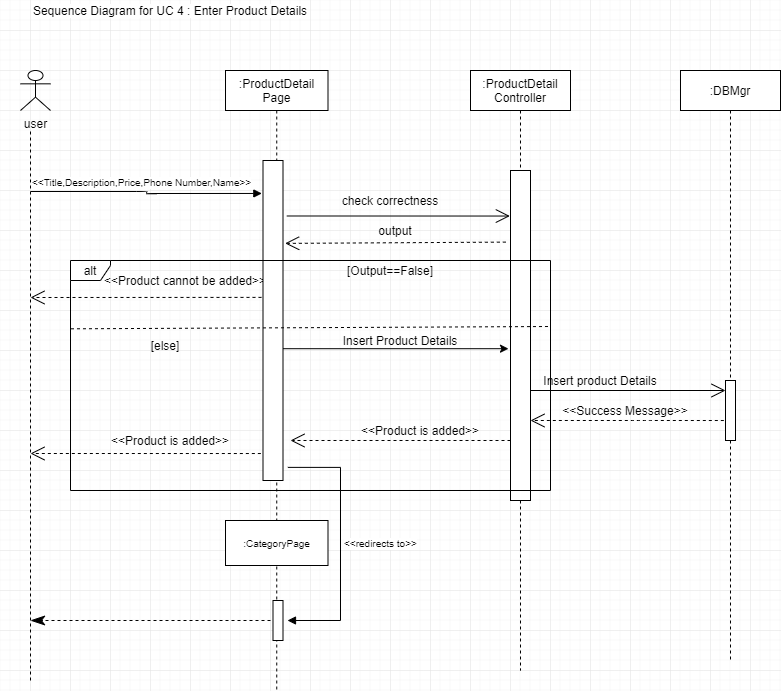 Sequence Diagram for UC 4 : Enter Product Details
:ProductDetail
Page
:ProductDetail
Controller
:DBMgr
user
<<Title,Description,Price,Phone Number,Name>>
check correctness
output
alt
[Output==False]
<<Product cannot be added>>
[else]
Insert Product Details
Insert product Details
<<Success Message>>
<<Product is added>>
<<Product is added>>
:CategoryPage
<<redirects to>>